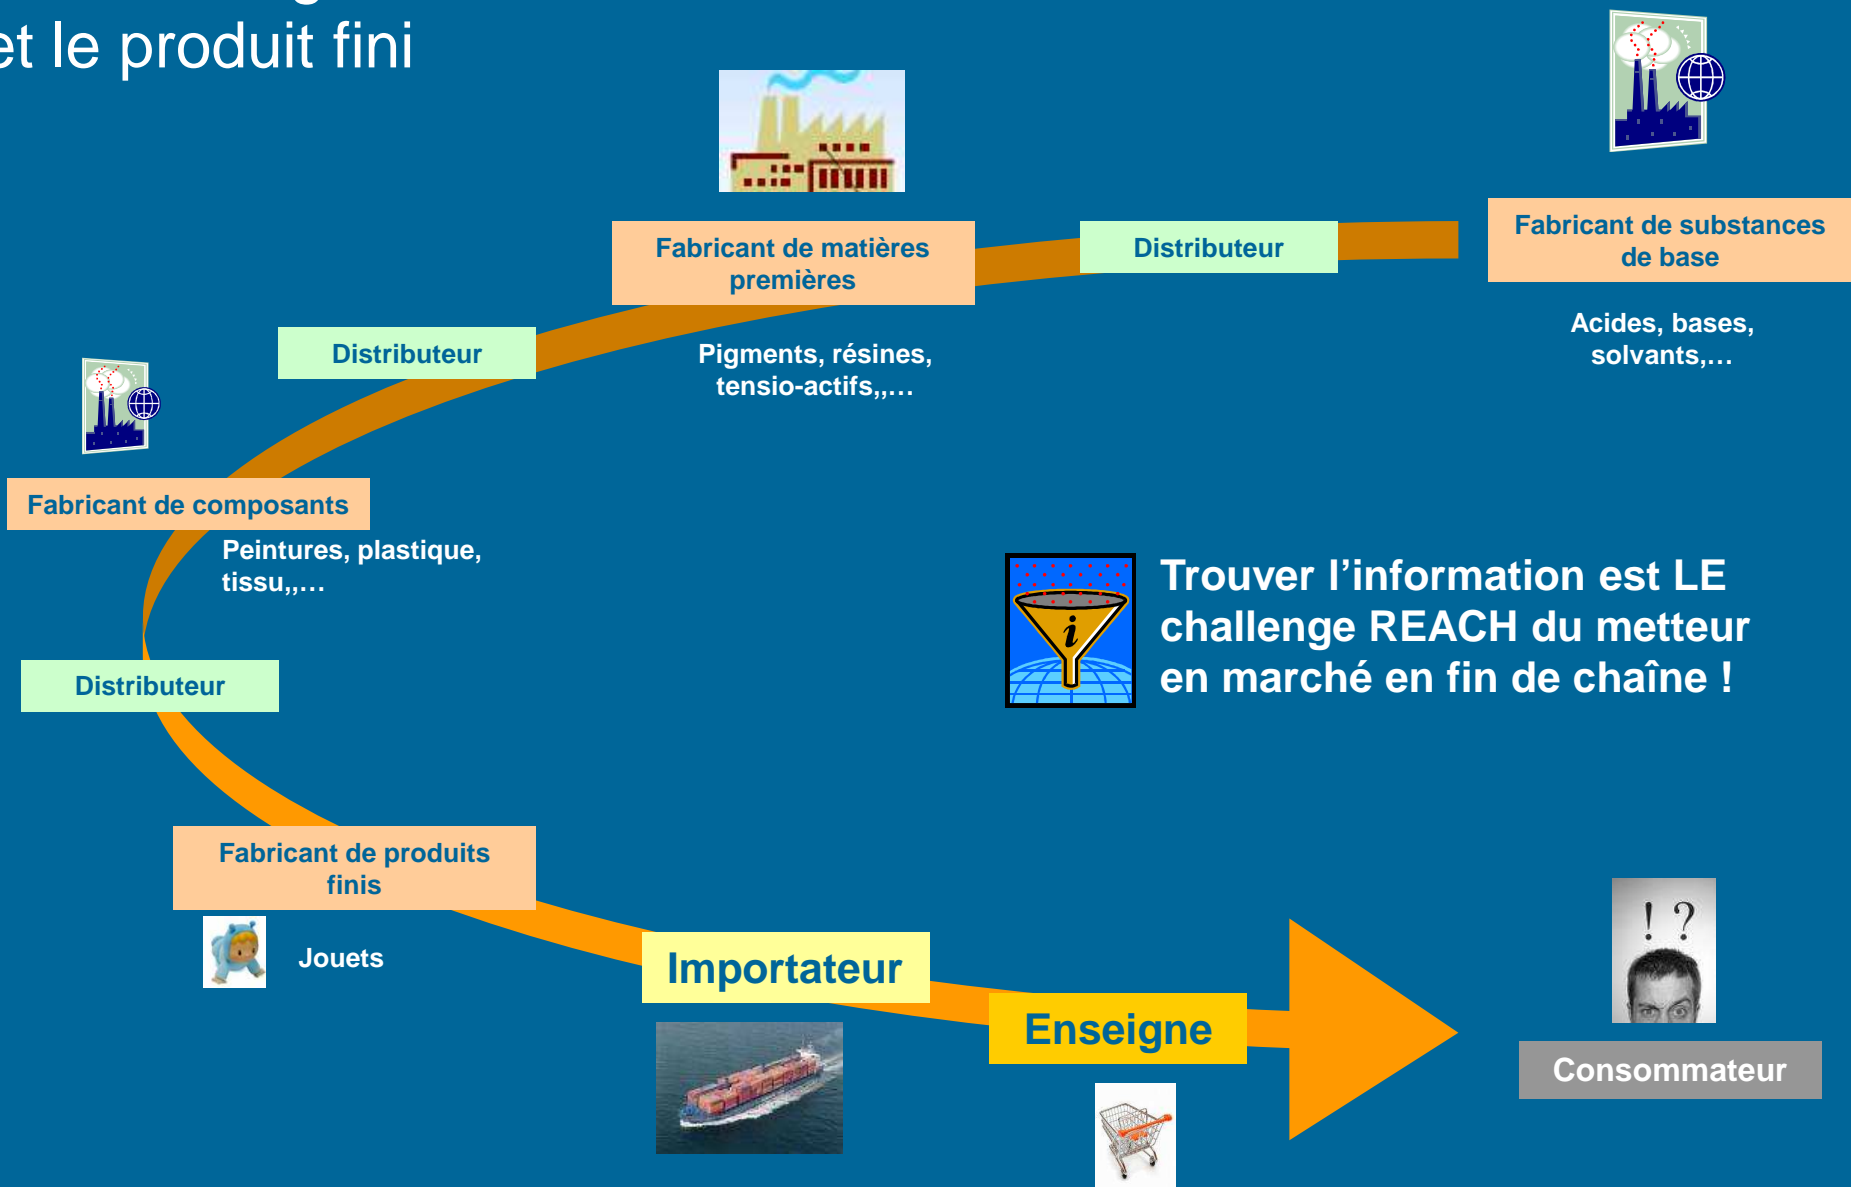 et le produit fini
Fabricant de substances
de base
Acides, bases,
solvants,…
Distributeur
Fabricant de matières
premières
Pigments, résines,
tensio-actifs,,…
Distributeur
Fabricant de composants
Peintures, plastique,
tissu,,…
Distributeur
Trouver l’information est LE
challenge REACH du metteur
en marché en fin de chaîne !
i
Fabricant de produits
finis
Jouets
Importateur
Enseigne
! ?
Consommateur